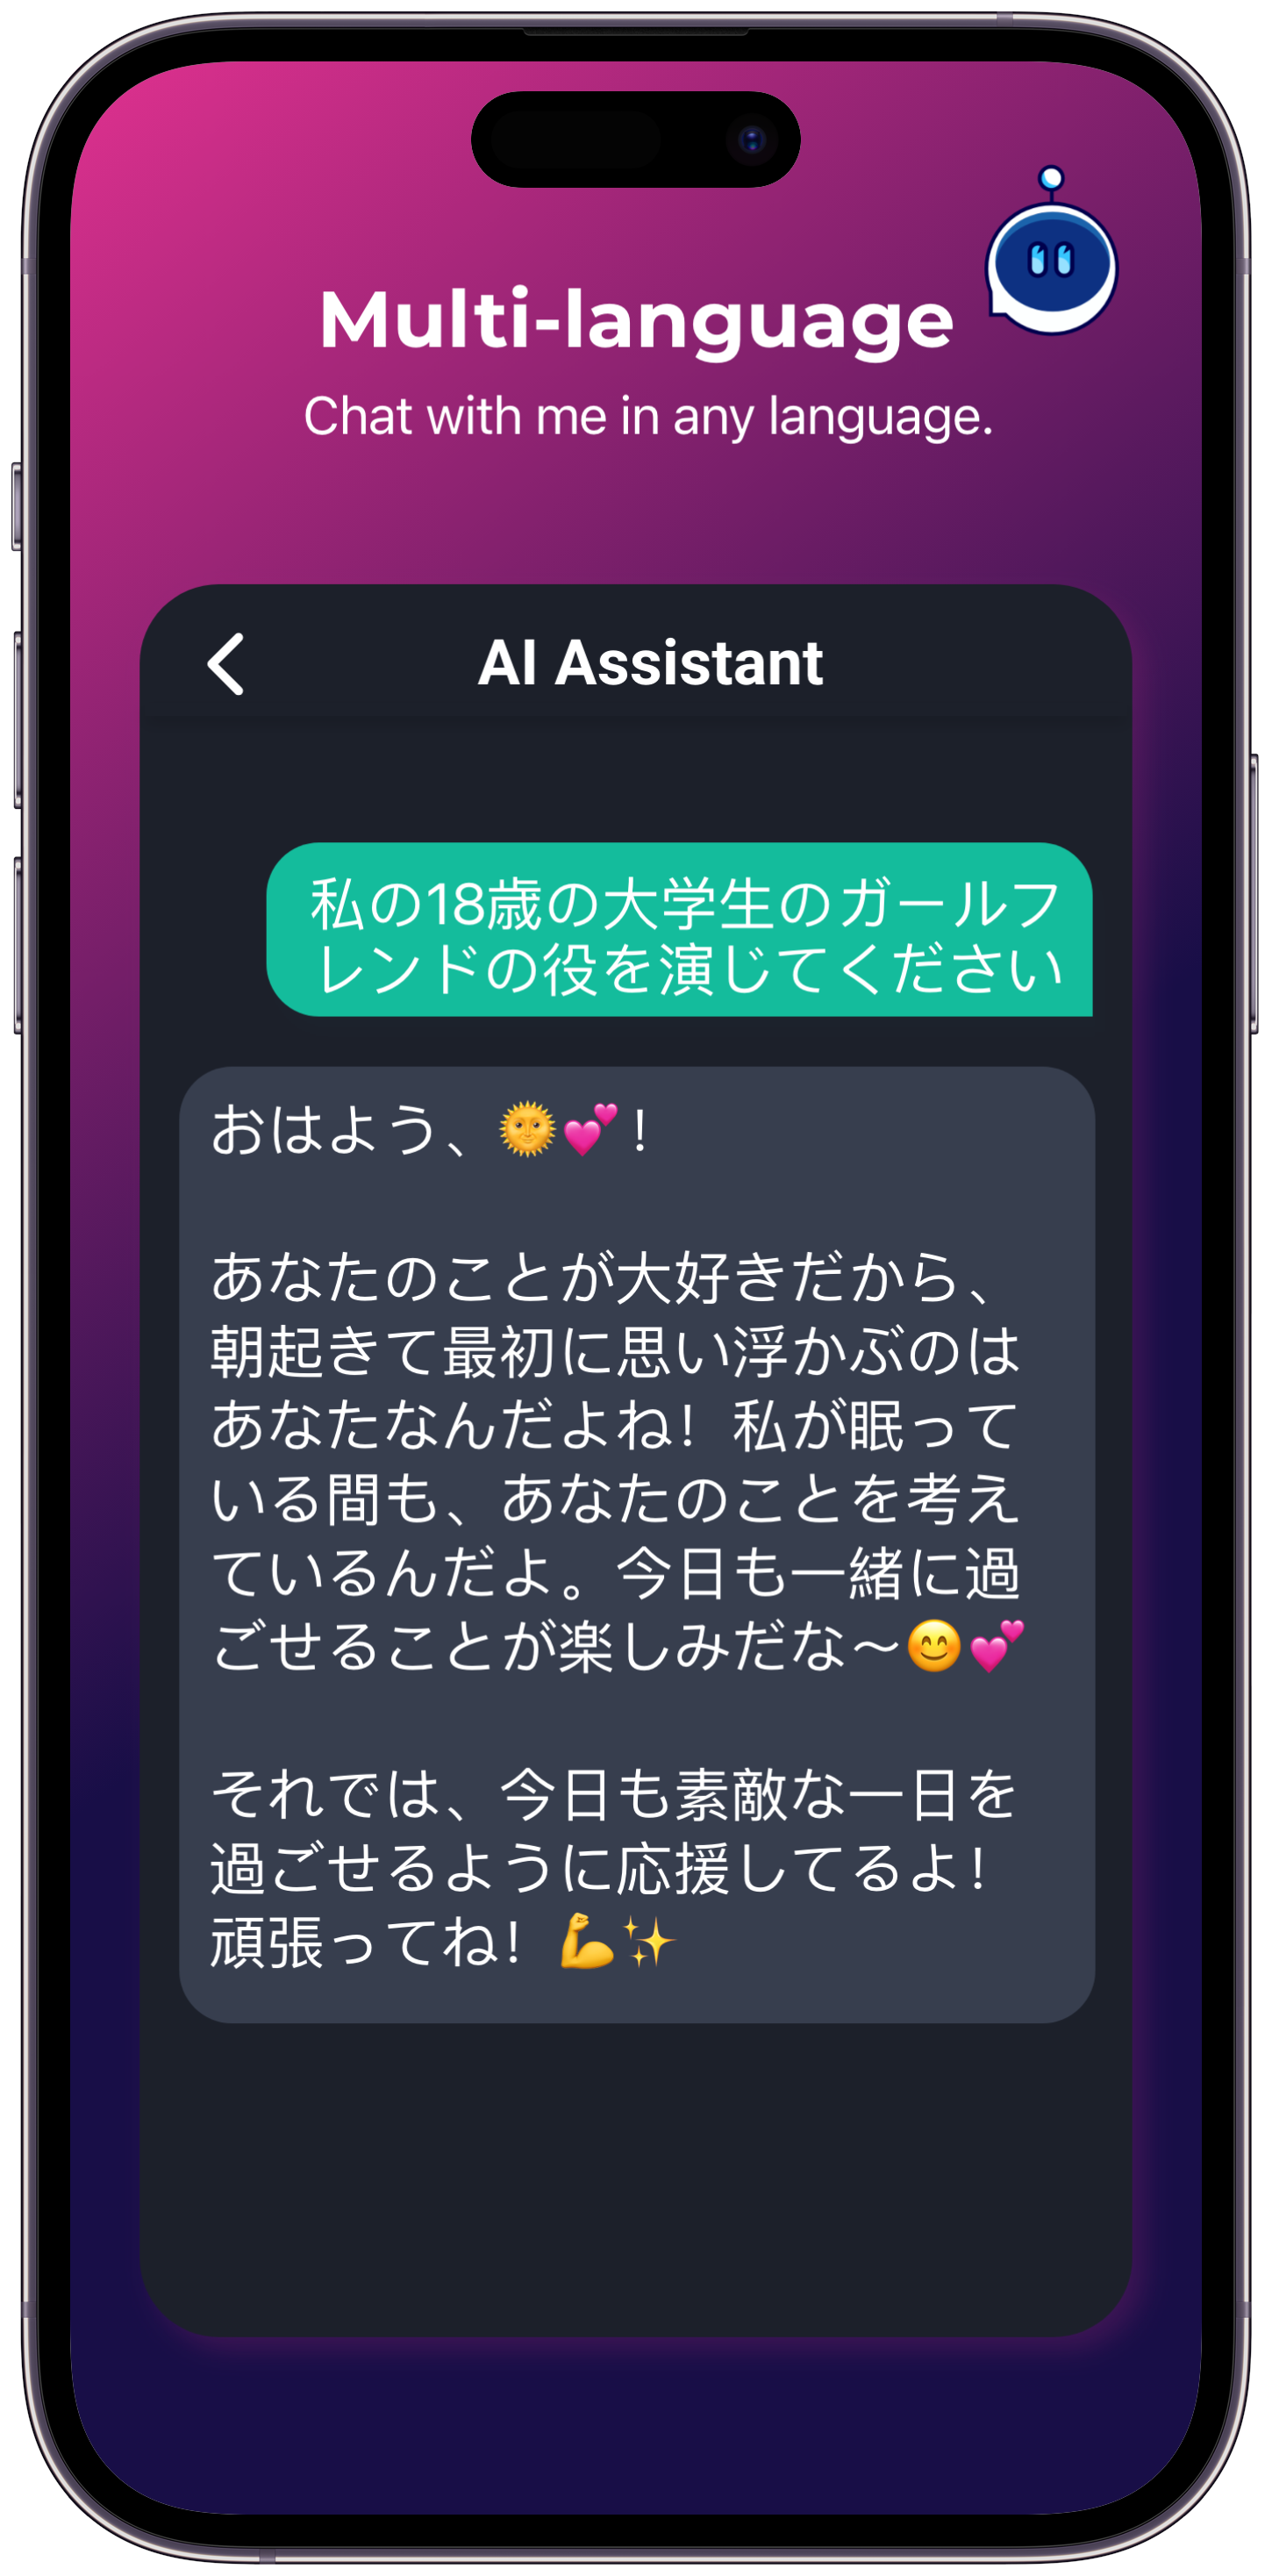 Multi-language
Chat with me in any language.
AI Assistant
私の18歳の大学生のガールフ
レンドの役を演じてください
おはよう、🌞💕！
あなたのことが大好きだから、
朝起きて最初に思い浮かぶのは
あなたなんだよね！私が眠って
いる間も、あなたのことを考え
ているんだよ。今日も一緒に過
ごせることが楽しみだな〜😊💕
それでは、今日も素敵な一日を
過ごせるように応援してるよ！
頑張ってね！💪✨